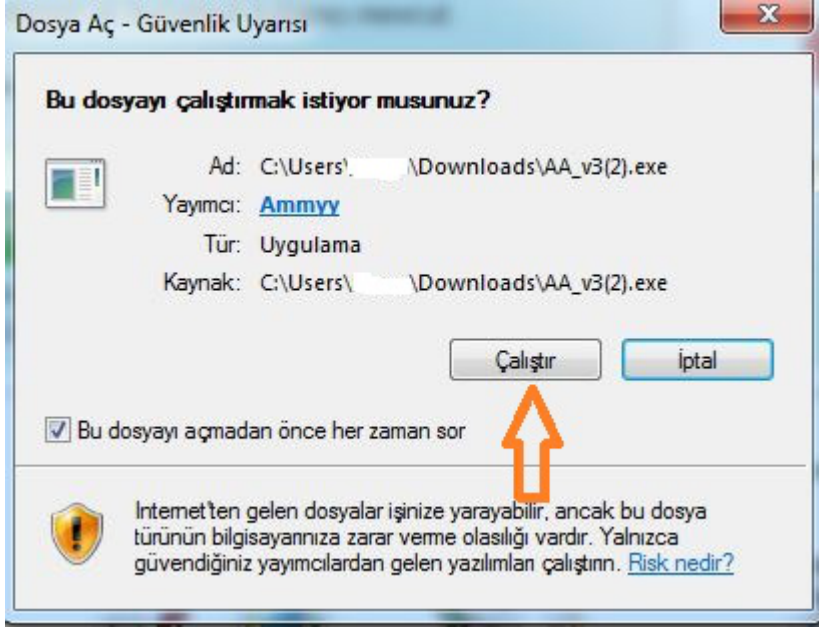 Dosya Aç - Güvenlik Uyarısı
Bu dosyayı çalıştırmak istiyor musunuz?
Ad: C:\Users\ \Downloads\AA_v3(2).exe
Yayımcı: Ammyy
Tür: Uygulama
Kaynak: C:\Users\ \Downloads\AA_v3(2).exe
Çalıştır İptal
Bu dosyayı açmadan önce her zaman sor
Internet'ten gelen dosyalar işinize yarayabilir, ancak bu dosya
türünün bilgisayarınıza zarar verme olasılığı vardır. Yalnızca
güvendiğiniz yayımcılardan gelen yazılımları çalıştırın. Risk nedir?